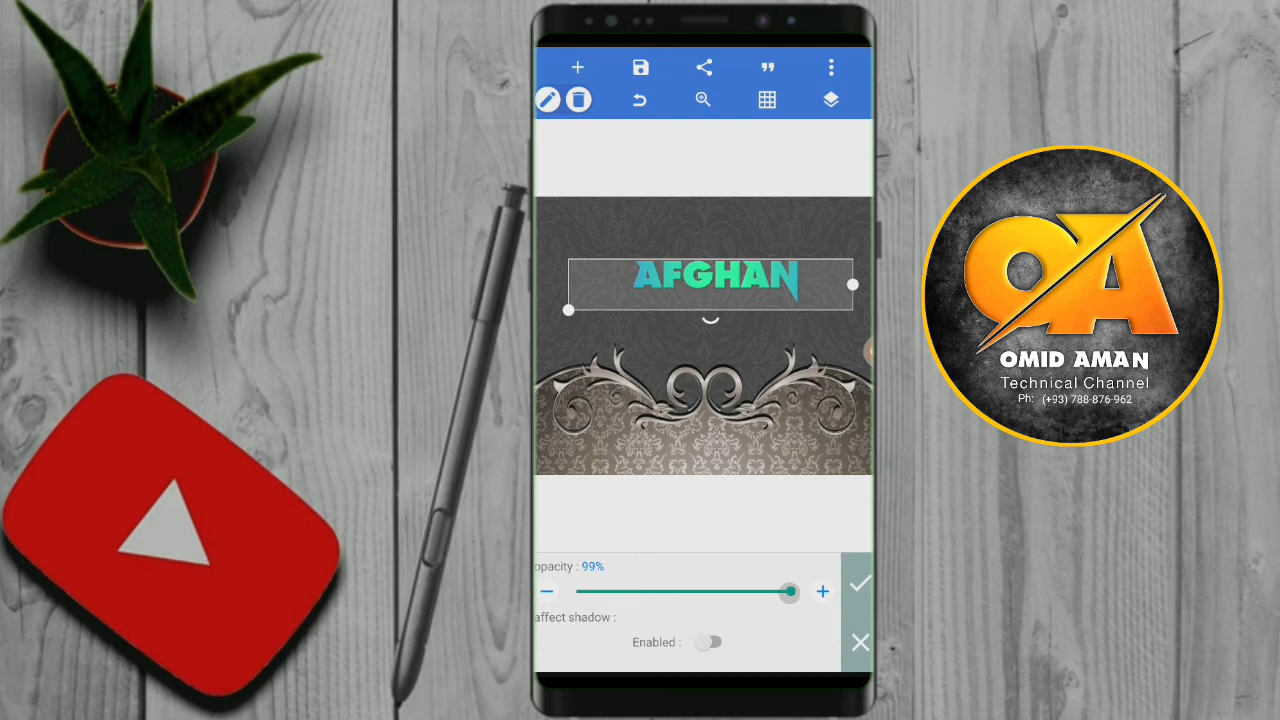 AFGHAN
opacity : 99%
affect shadow :
Enabled :
OA
OMID AMAN
Technical Channel
Ph: (+93) 788-876-962